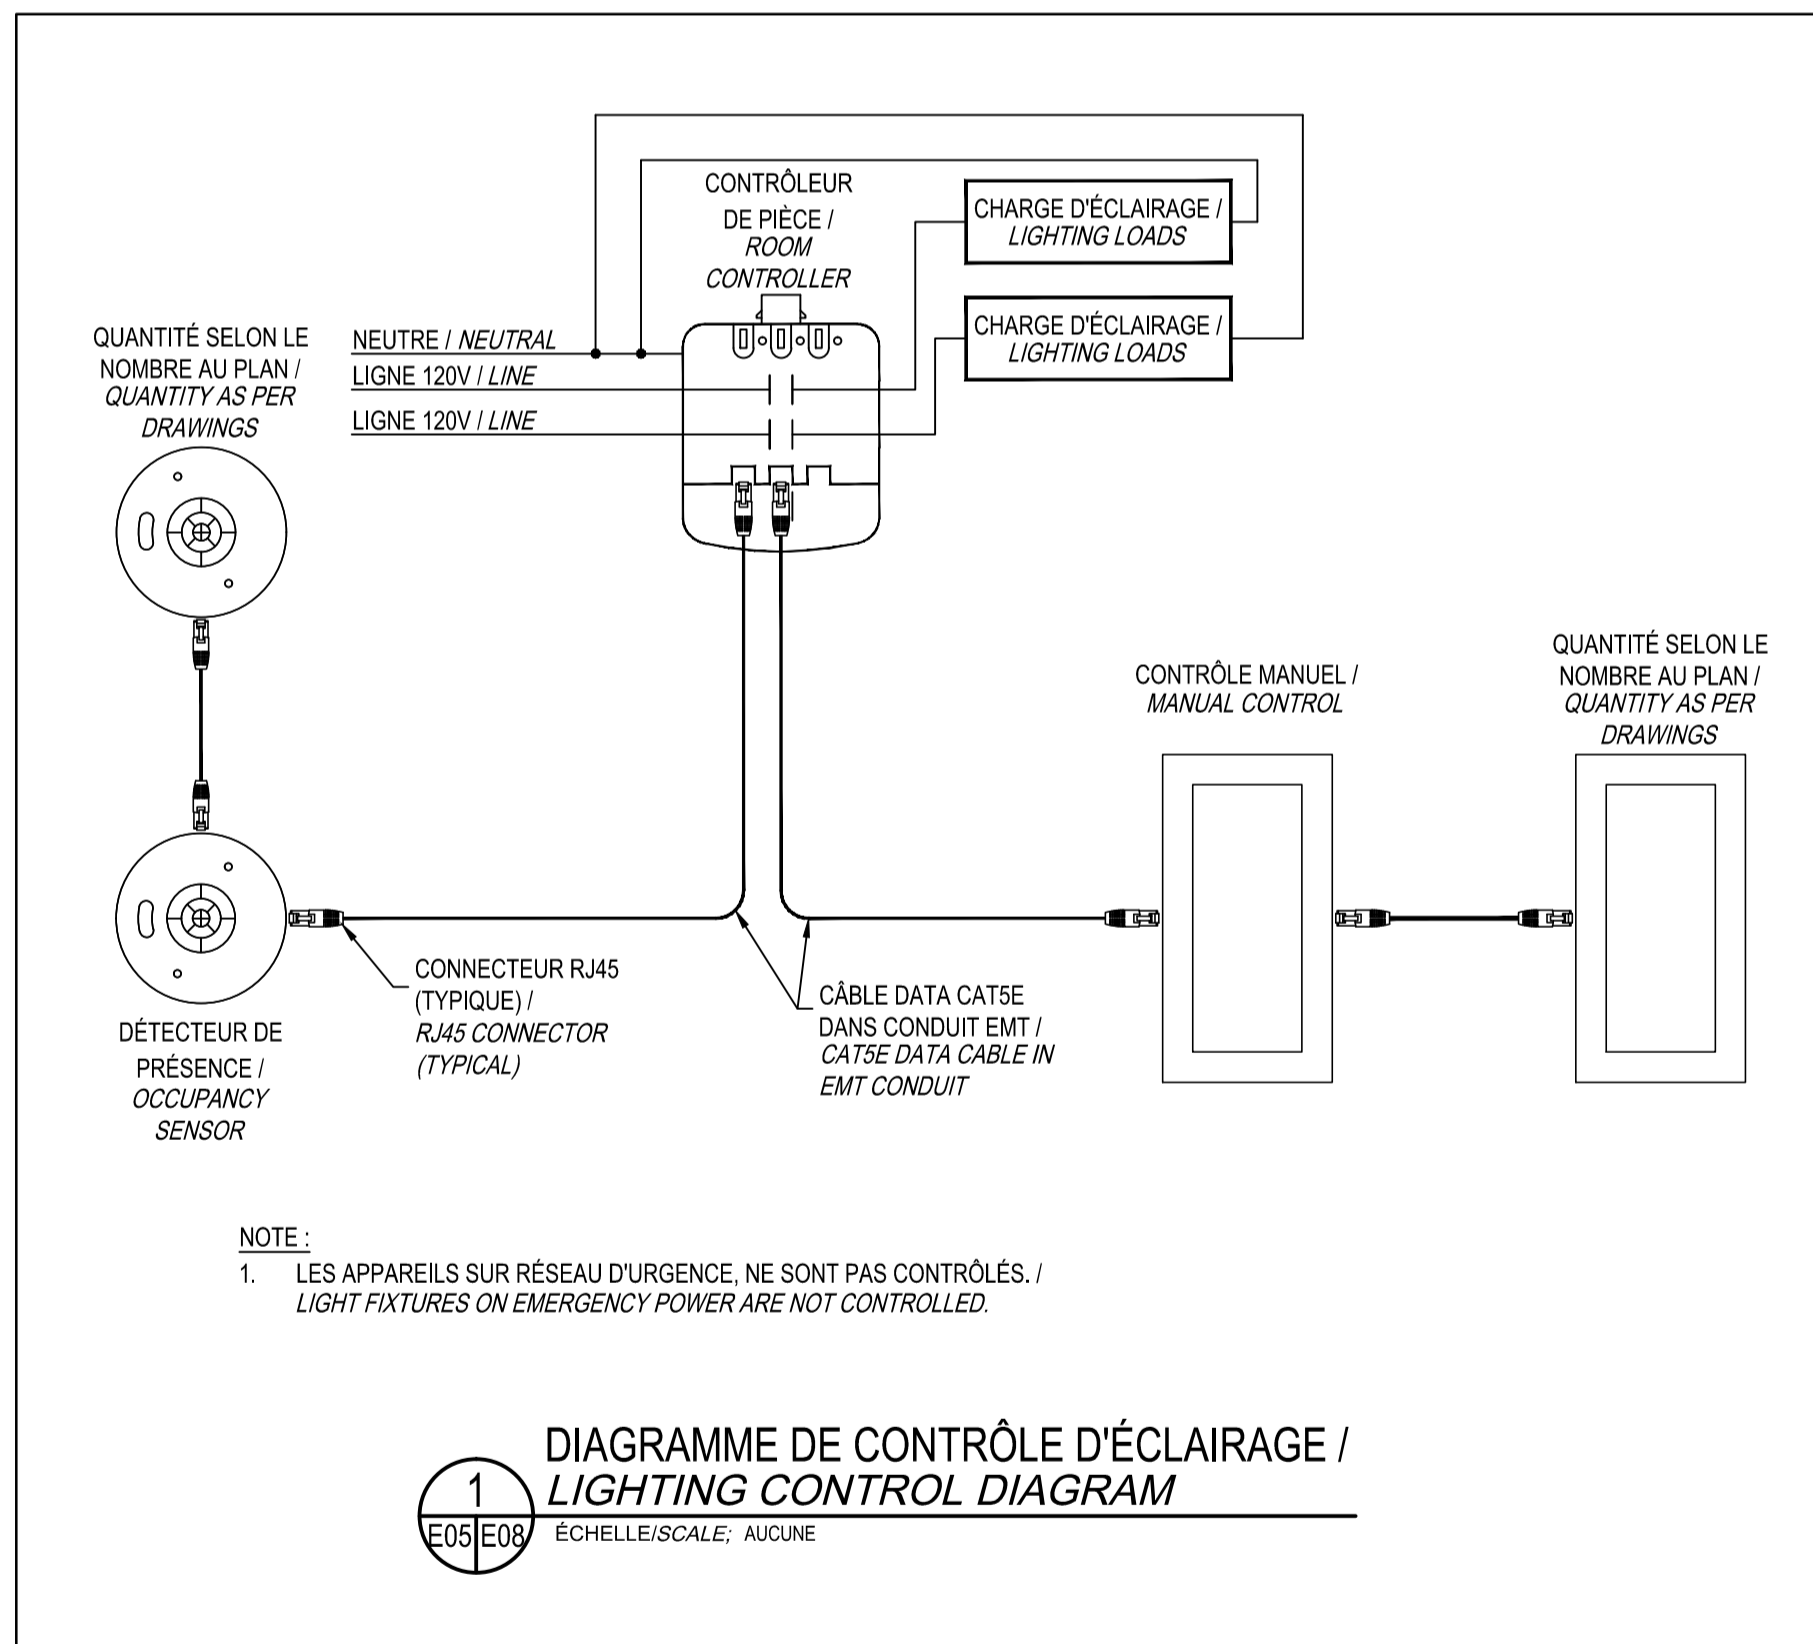 CONTRÔLEUR
DE PIÈCE /
ROOM
CONTROLLER
CHARGE D'ÉCLAIRAGE /
LIGHTING LOADS
CHARGE D'ÉCLAIRAGE /
LIGHTING LOADS
QUANTITÉ SELON LE
NOMBRE AU PLAN /
QUANTITY AS PER
DRAWINGS
NEUTRE / NEUTRAL
LIGNE 120V / LINE
LIGNE 120V / LINE
CONTRÔLE MANUEL /
MANUAL CONTROL
QUANTITÉ SELON LE
NOMBRE AU PLAN /
QUANTITY AS PER
DRAWINGS
DÉTECTEUR DE
PRÉSENCE /
OCCUPANCY
SENSOR
CONNECTEUR RJ45
(TYPIQUE) /
RJ45 CONNECTOR
(TYPICAL)
CÂBLE DATA CAT5E
DANS CONDUIT EMT /
CAT5E DATA CABLE IN
EMT CONDUIT
NOTE :
1. LES APPAREILS SUR RÉSEAU D'URGENCE, NE SONT PAS CONTRÔLÉS. /
LIGHT FIXTURES ON EMERGENCY POWER ARE NOT CONTROLLED.
DIAGRAMME DE CONTRÔLE D'ÉCLAIRAGE /
LIGHTING CONTROL DIAGRAM
1
E05 E08
ÉCHELLE/SCALE; AUCUNE